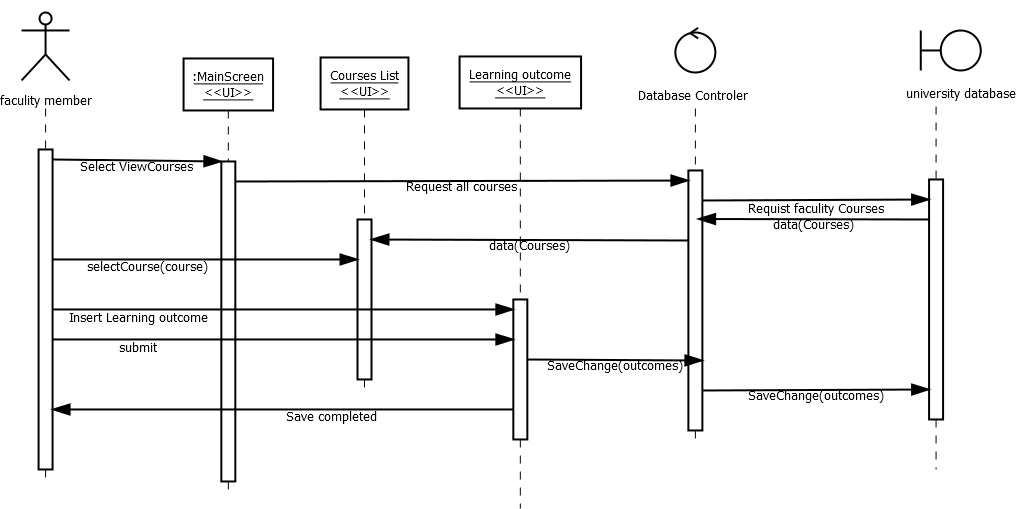 :MainScreen
<<UI>>
Courses List
<<UI>>
Learning outcome
<<UI>>
Database Controler
university database
faculity member
Select ViewCourses
Request all courses
Requist faculity Courses
data(Courses)
data(Courses)
selectCourse(course)
Insert Learning outcome
submit
SaveChange(outcomes)
SaveChange(outcomes)
Save completed